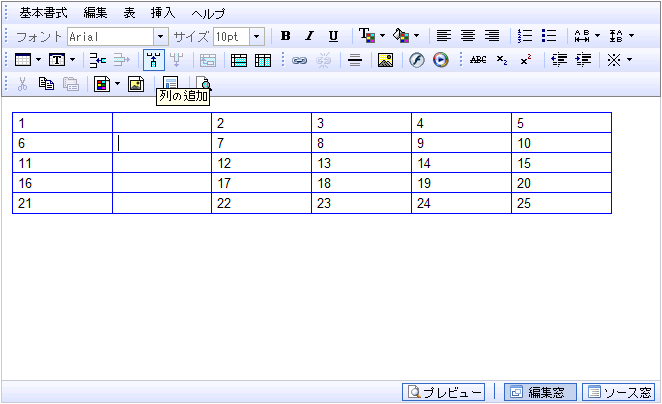 基本書式 編集 表 挿入 ヘルプ
フォント Arial サイズ 10pt B I U T A B A B
T ABC x₂ x²
列の追加
1 2 3 4 5
6 7 8 9 10
11 12 13 14 15
16 17 18 19 20
21 22 23 24 25
プレビュー 編集窓 ソース窓